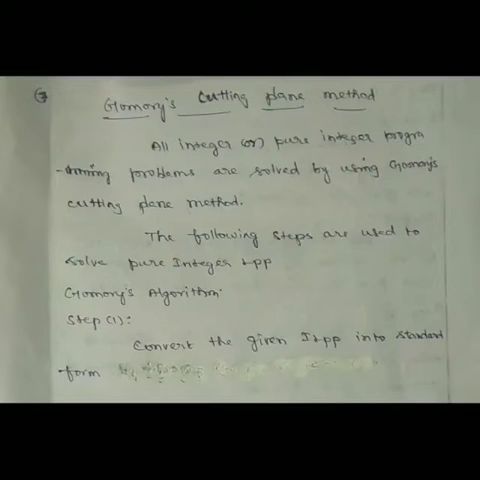 7 Gomory's cutting plane method
All integer (or) pure integer progra
-mming problems are solved by using Gomory's
cutting plane method.
The following steps are used to
solve pure Integer Lpp
Gomory's Algorithm:
Step (1):
Convert the given ILpp into standard
form